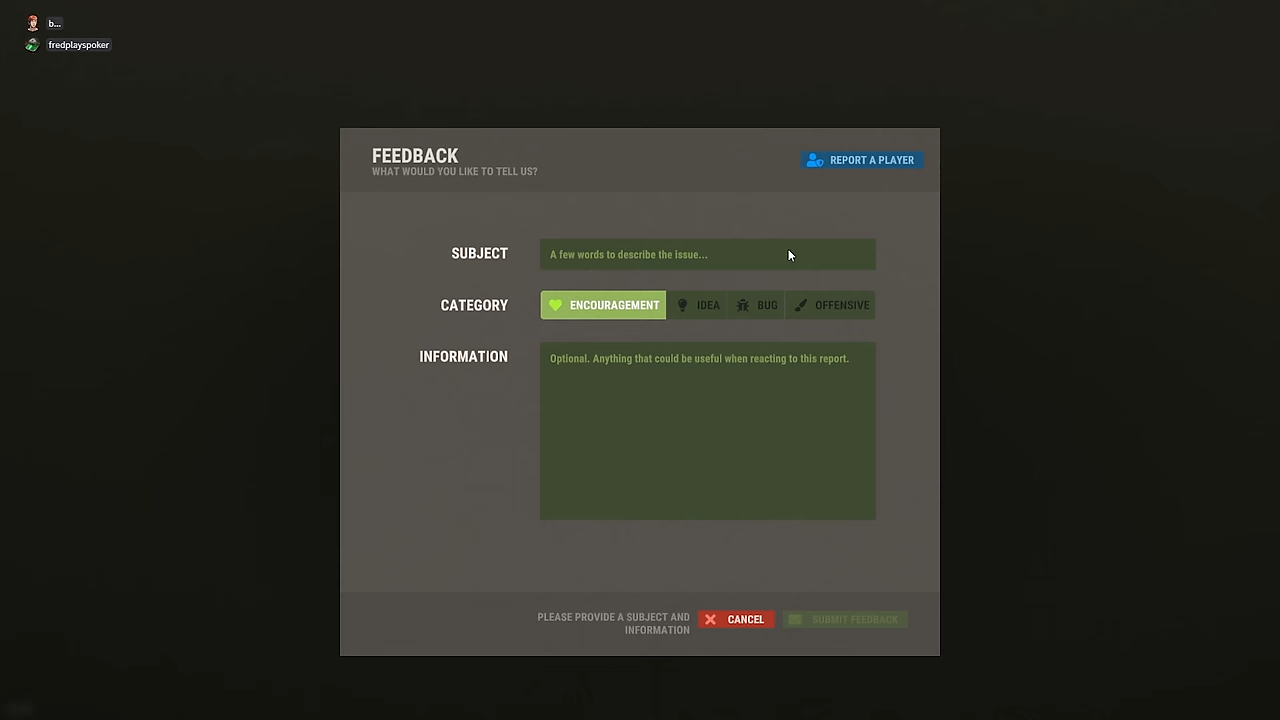 b...
fredplayspoker
FEEDBACK
WHAT WOULD YOU LIKE TO TELL US?
REPORT A PLAYER
SUBJECT
A few words to describe the issue...
CATEGORY
ENCOURAGEMENT
IDEA
BUG
OFFENSIVE
INFORMATION
Optional. Anything that could be useful when reacting to this report.
PLEASE PROVIDE A SUBJECT AND
INFORMATION
CANCEL
SUBMIT FEEDBACK